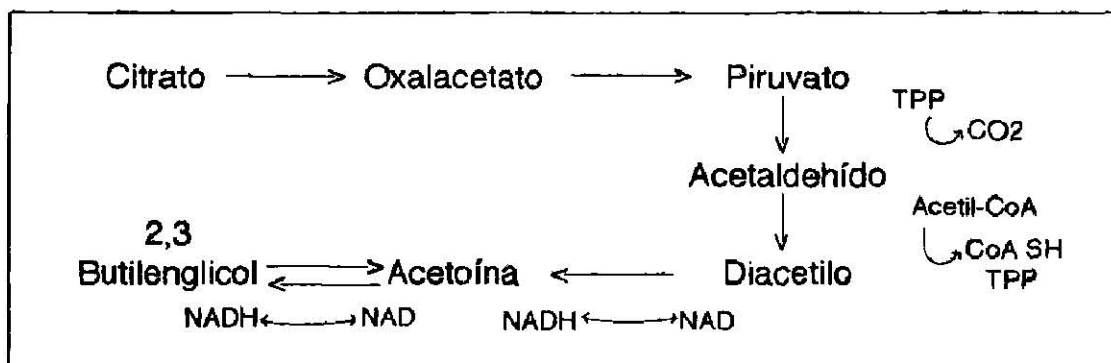 Citrato Oxalacetato Piruvato
TPP
CO2
Acetaldehído
Acetil-CoA
CoA SH
TPP
2,3
Butilenglicol Acetoína Diacetilo
NADH NAD NADH NAD